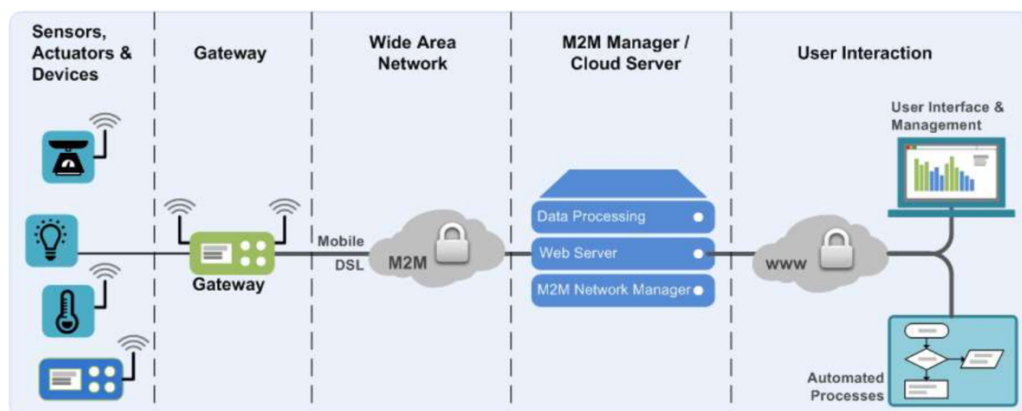 Sensors,
Actuators &
Devices
Gateway
Wide Area
Network
M2M Manager /
Cloud Server
User Interaction
User Interface &
Management
Gateway
Mobile
DSL
M2M
Data Processing
Web Server
M2M Network Manager
www
Automated
Processes